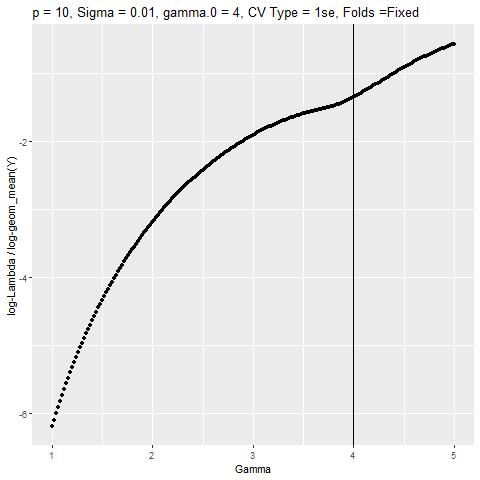 p = 10, Sigma = 0.01, gamma.0 = 4, CV Type = 1se, Folds =Fixed
log-Lambda / log-geom_mean(Y)
-2
-4
-6
1
2
3
4
5
Gamma